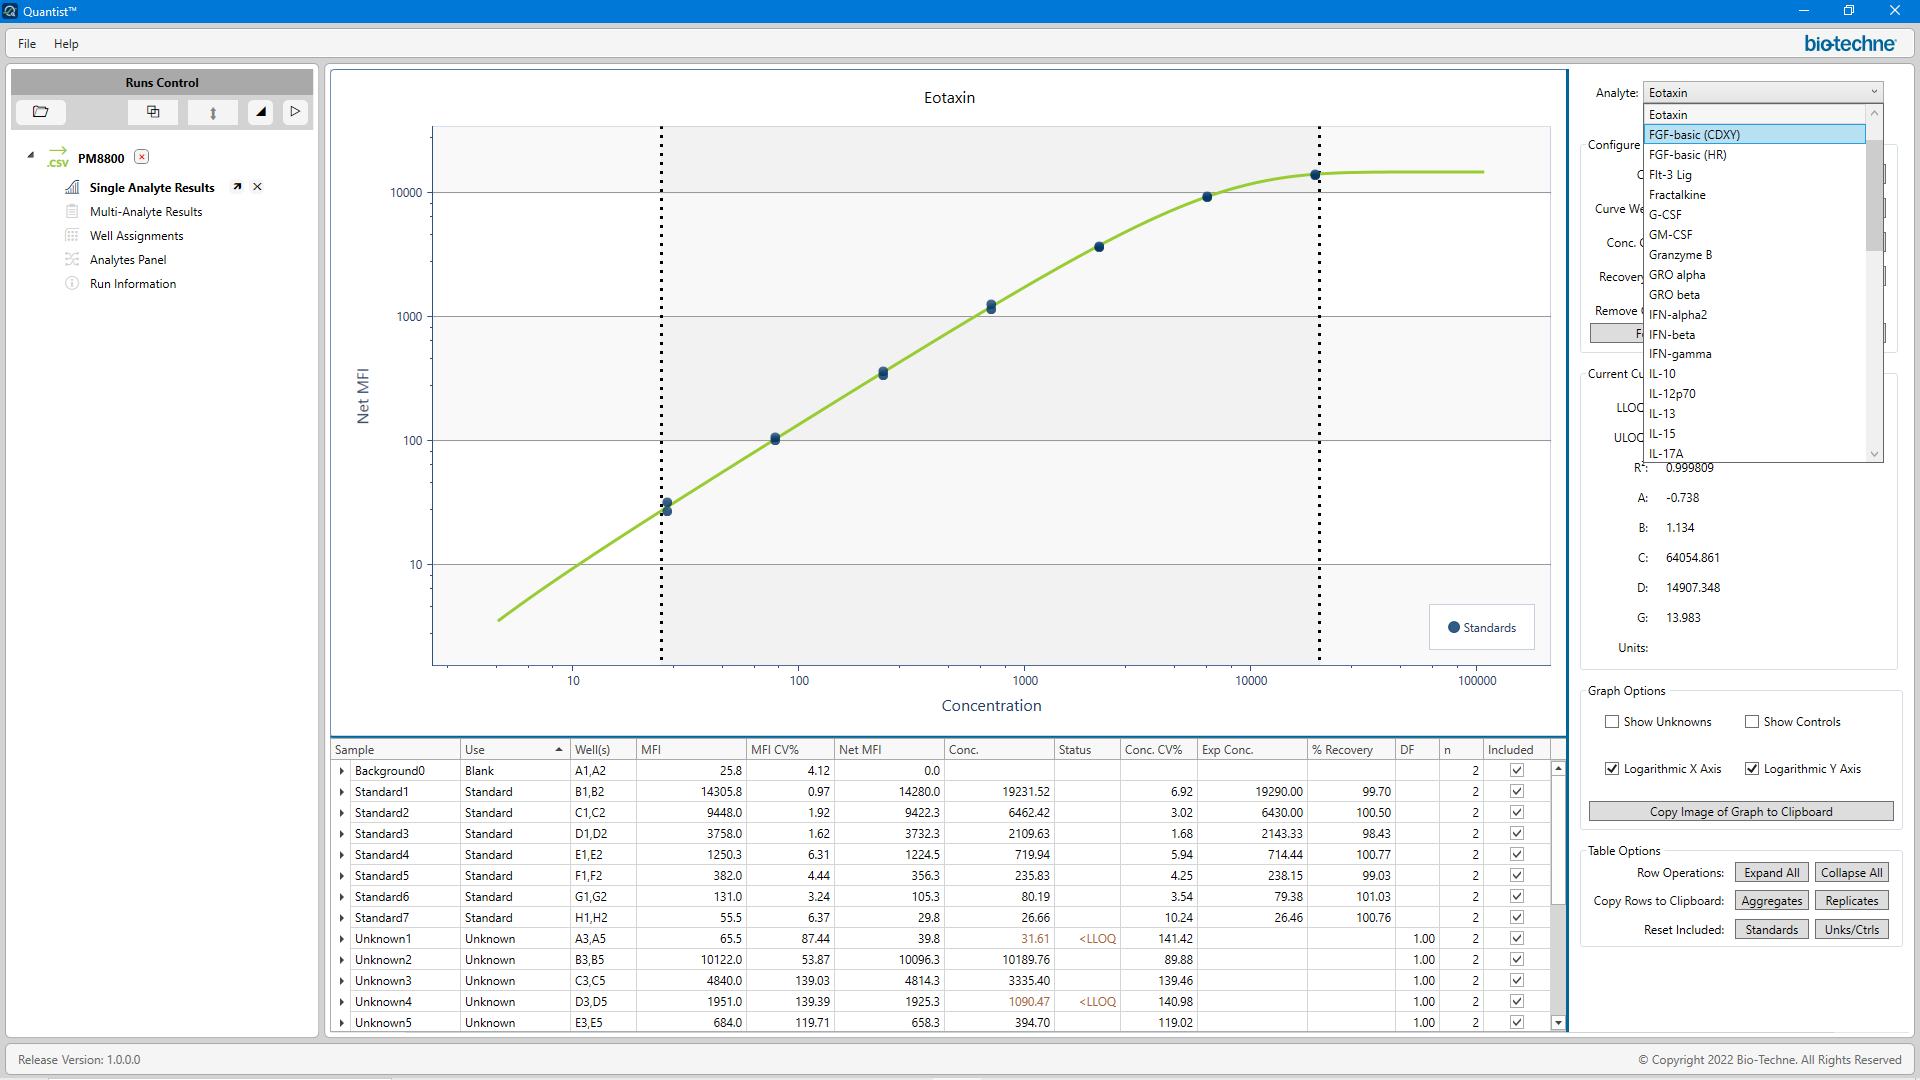 Quantist™
File Help
bio-techne
Runs Control
.CSV PM8800
Single Analyte Results
Multi-Analyte Results
Well Assignments
Analytes Panel
Run Information
Eotaxin
Net MFI
10000
1000
100
10
10 100 1000 10000 100000
Concentration
Standards
Analyte: Eotaxin
Eotaxin
FGF-basic (CDXY)
FGF-basic (HR)
Flt-3 Lig
Fractalkine
G-CSF
GM-CSF
Granzyme B
GRO alpha
GRO beta
IFN-alpha2
IFN-beta
IFN-gamma
IL-10
IL-12p70
IL-13
IL-15
IL-17A
Configure
C
Curve We
Conc. C
Recovery
Remove
F
Current Cu
LLOQ
ULOQ
R²: 0.999809
A: -0.738
B: 1.134
C: 64054.861
D: 14907.348
G: 13.983
Units:
Graph Options
Show Unknowns Show Controls
Logarithmic X Axis Logarithmic Y Axis
Copy Image of Graph to Clipboard
Table Options
Row Operations: Expand All Collapse All
Copy Rows to Clipboard: Aggregates Replicates
Reset Included: Standards Unks/Ctrls
Sample Use Well(s) MFI MFI CV% Net MFI Conc. Status Conc. CV% Exp Conc. % Recovery DF n Included
Background0 Blank A1,A2 25.8 4.12 0.0 2
Standard1 Standard B1,B2 14305.8 0.97 14280.0 19231.52 6.92 19290.00 99.70 2
Standard2 Standard C1,C2 9448.0 1.92 9422.3 6462.42 3.02 6430.00 100.50 2
Standard3 Standard D1,D2 3758.0 1.62 3732.3 2109.63 1.68 2143.33 98.43 2
Standard4 Standard E1,E2 1250.3 6.31 1224.5 719.94 5.94 714.44 100.77 2
Standard5 Standard F1,F2 382.0 4.44 356.3 235.83 4.25 238.15 99.03 2
Standard6 Standard G1,G2 131.0 3.24 105.3 80.19 3.54 79.38 101.03 2
Standard7 Standard H1,H2 55.5 6.37 29.8 26.66 10.24 26.46 100.76 2
Unknown1 Unknown A3,A5 65.5 87.44 39.8 31.61 <LLOQ 141.42 1.00 2
Unknown2 Unknown B3,B5 10122.0 53.87 10096.3 10189.76 89.88 1.00 2
Unknown3 Unknown C3,C5 4840.0 139.03 4814.3 3335.40 139.46 1.00 2
Unknown4 Unknown D3,D5 1951.0 139.39 1925.3 1090.47 <LLOQ 140.98 1.00 2
Unknown5 Unknown E3,E5 684.0 119.71 658.3 394.70 119.02 1.00 2
Release Version: 1.0.0.0
© Copyright 2022 Bio-Techne. All Rights Reserved